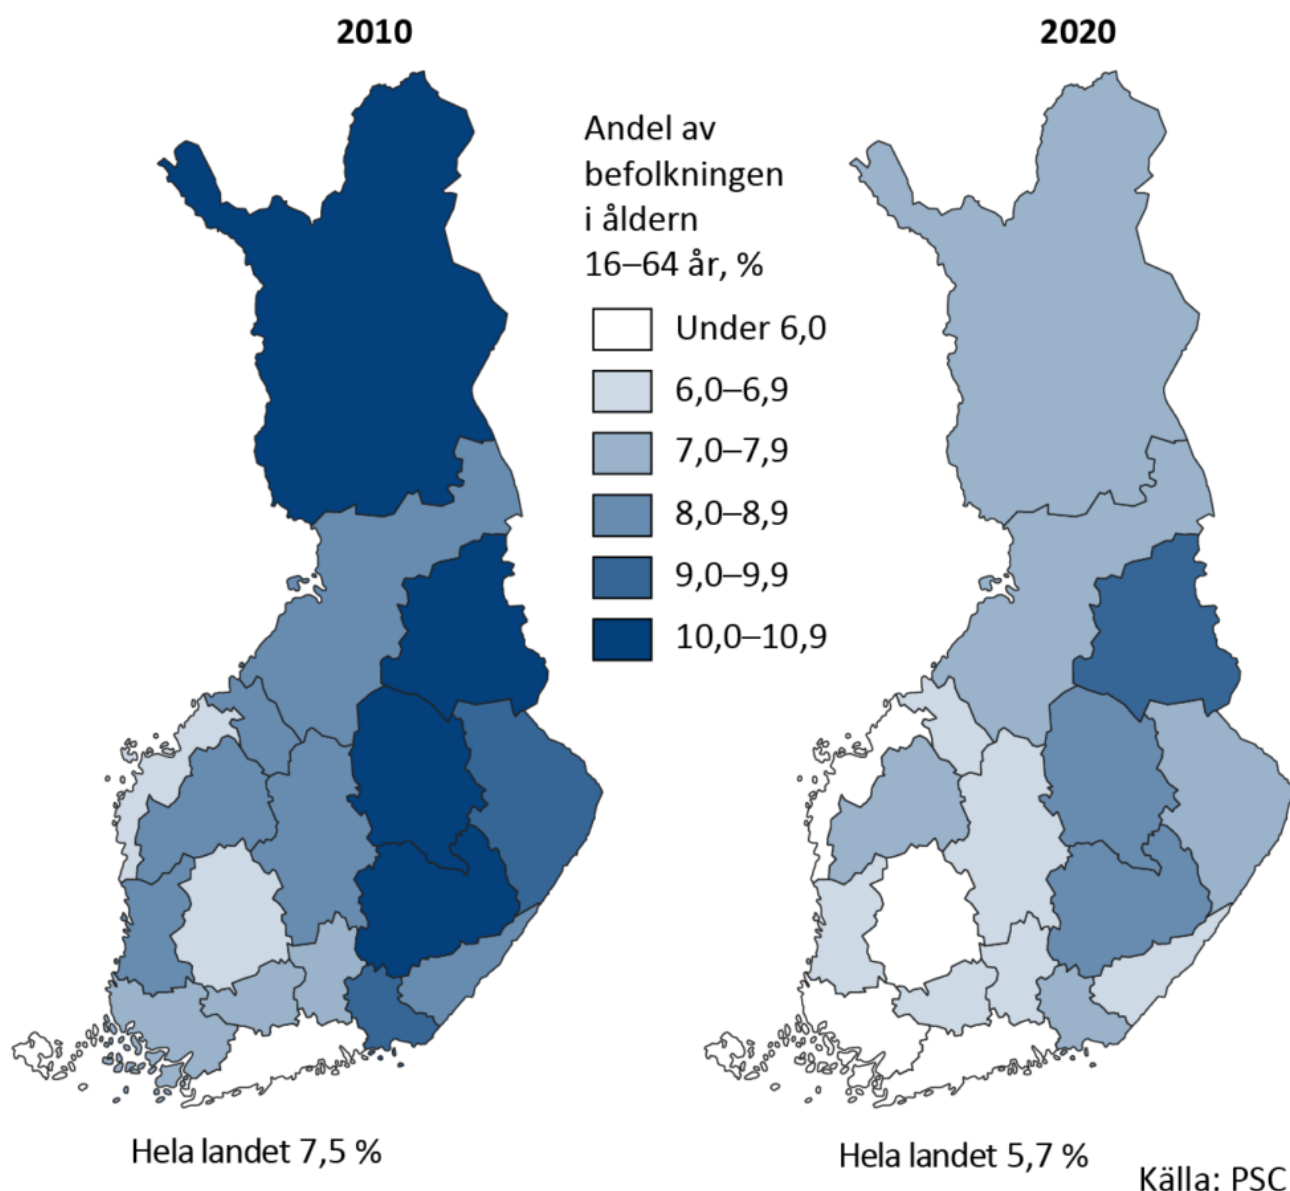 2010
2020
Andel av
befolkningen
i åldern
16–64 år, %
Under 6,0
6,0–6,9
7,0–7,9
8,0–8,9
9,0–9,9
10,0–10,9
Hela landet 7,5 %
Hela landet 5,7 %
Källa: PSC